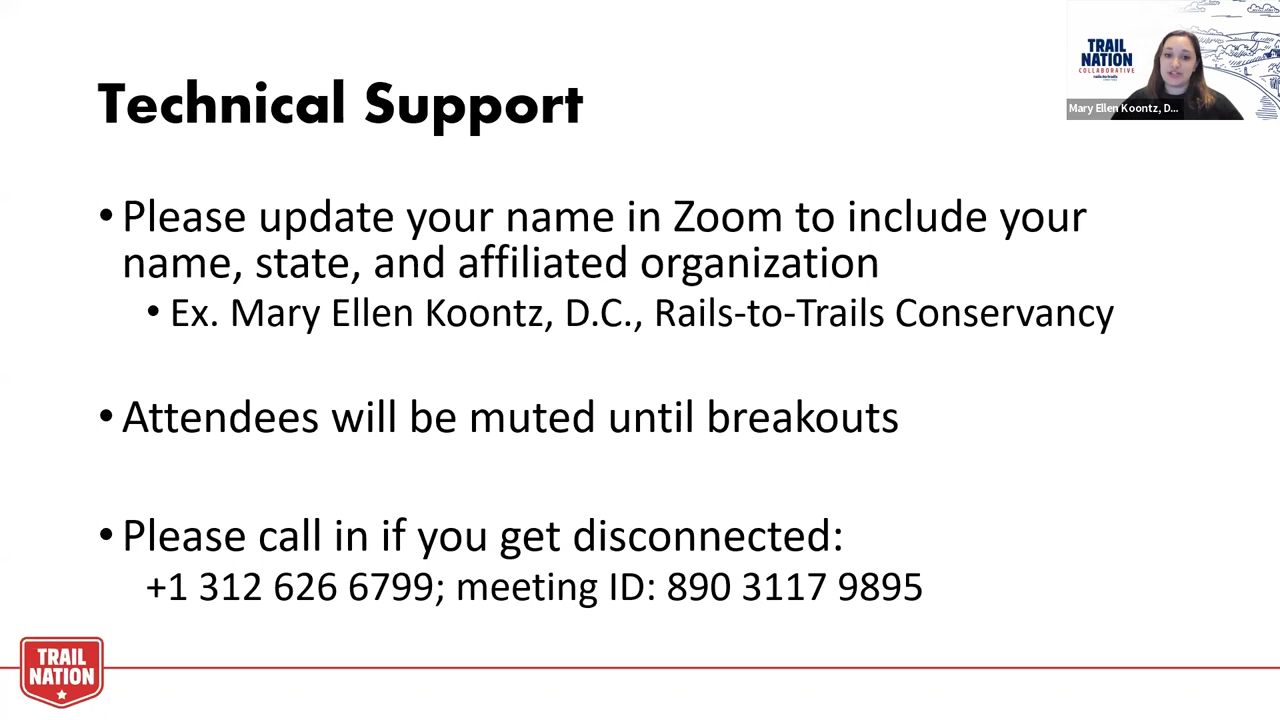 TRAIL
NATION
COLLABORATIVE
Mary Ellen Koontz, D...
Technical Support
• Please update your name in Zoom to include your
name, state, and affiliated organization
• Ex. Mary Ellen Koontz, D.C., Rails-to-Trails Conservancy
• Attendees will be muted until breakouts
• Please call in if you get disconnected:
+1 312 626 6799; meeting ID: 890 3117 9895
TRAIL
NATION